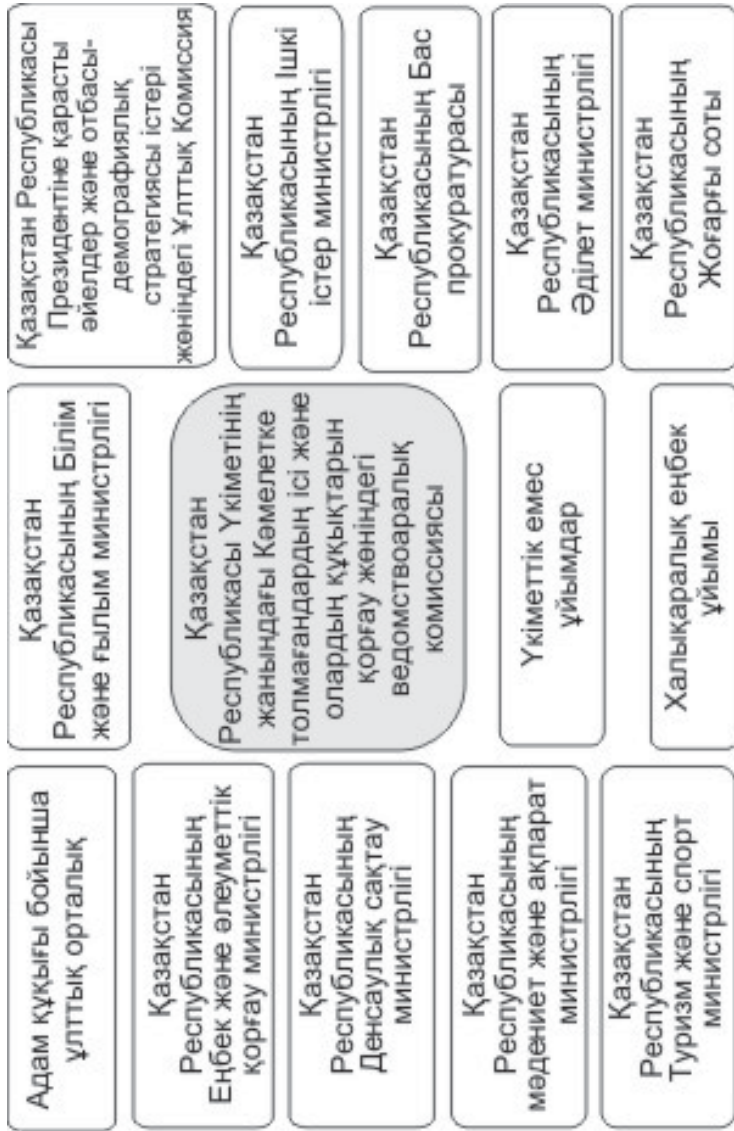 Адам құқығы бойынша
ұлттық орталық
Қазақстан
Республикасының
Еңбек және әлеуметтік
қорғау министрлігі
Қазақстан
Республикасының
Денсаулық сақтау
министрлігі
Қазақстан
Республикасының
мәдениет және ақпарат
министрлігі
Қазақстан
Республикасының
Туризм және спорт
министрлігі
Қазақстан
Республикасының Білім
және ғылым министрлігі
Қазақстан
Республикасы Үкіметінің
жанындағы Кәмелетке
толмағандардың ісі және
олардың құқықтарын
қорғау жөніндегі
ведомствоаралық
комиссиясы
Үкіметтік емес
ұйымдар
Халықаралық еңбек
ұйымы
Қазақстан Республикасы
Президентіне қарасты
әйелдер және отбасы-
демографиялық
стратегиясы істері
жөніндегі Ұлттық Комиссия
Қазақстан
Республикасының Ішкі
істер министрлігі
Қазақстан
Республикасының Бас
прокуратурасы
Қазақстан
Республикасының
Әділет министрлігі
Қазақстан
Республикасының
Жоғарғы соты